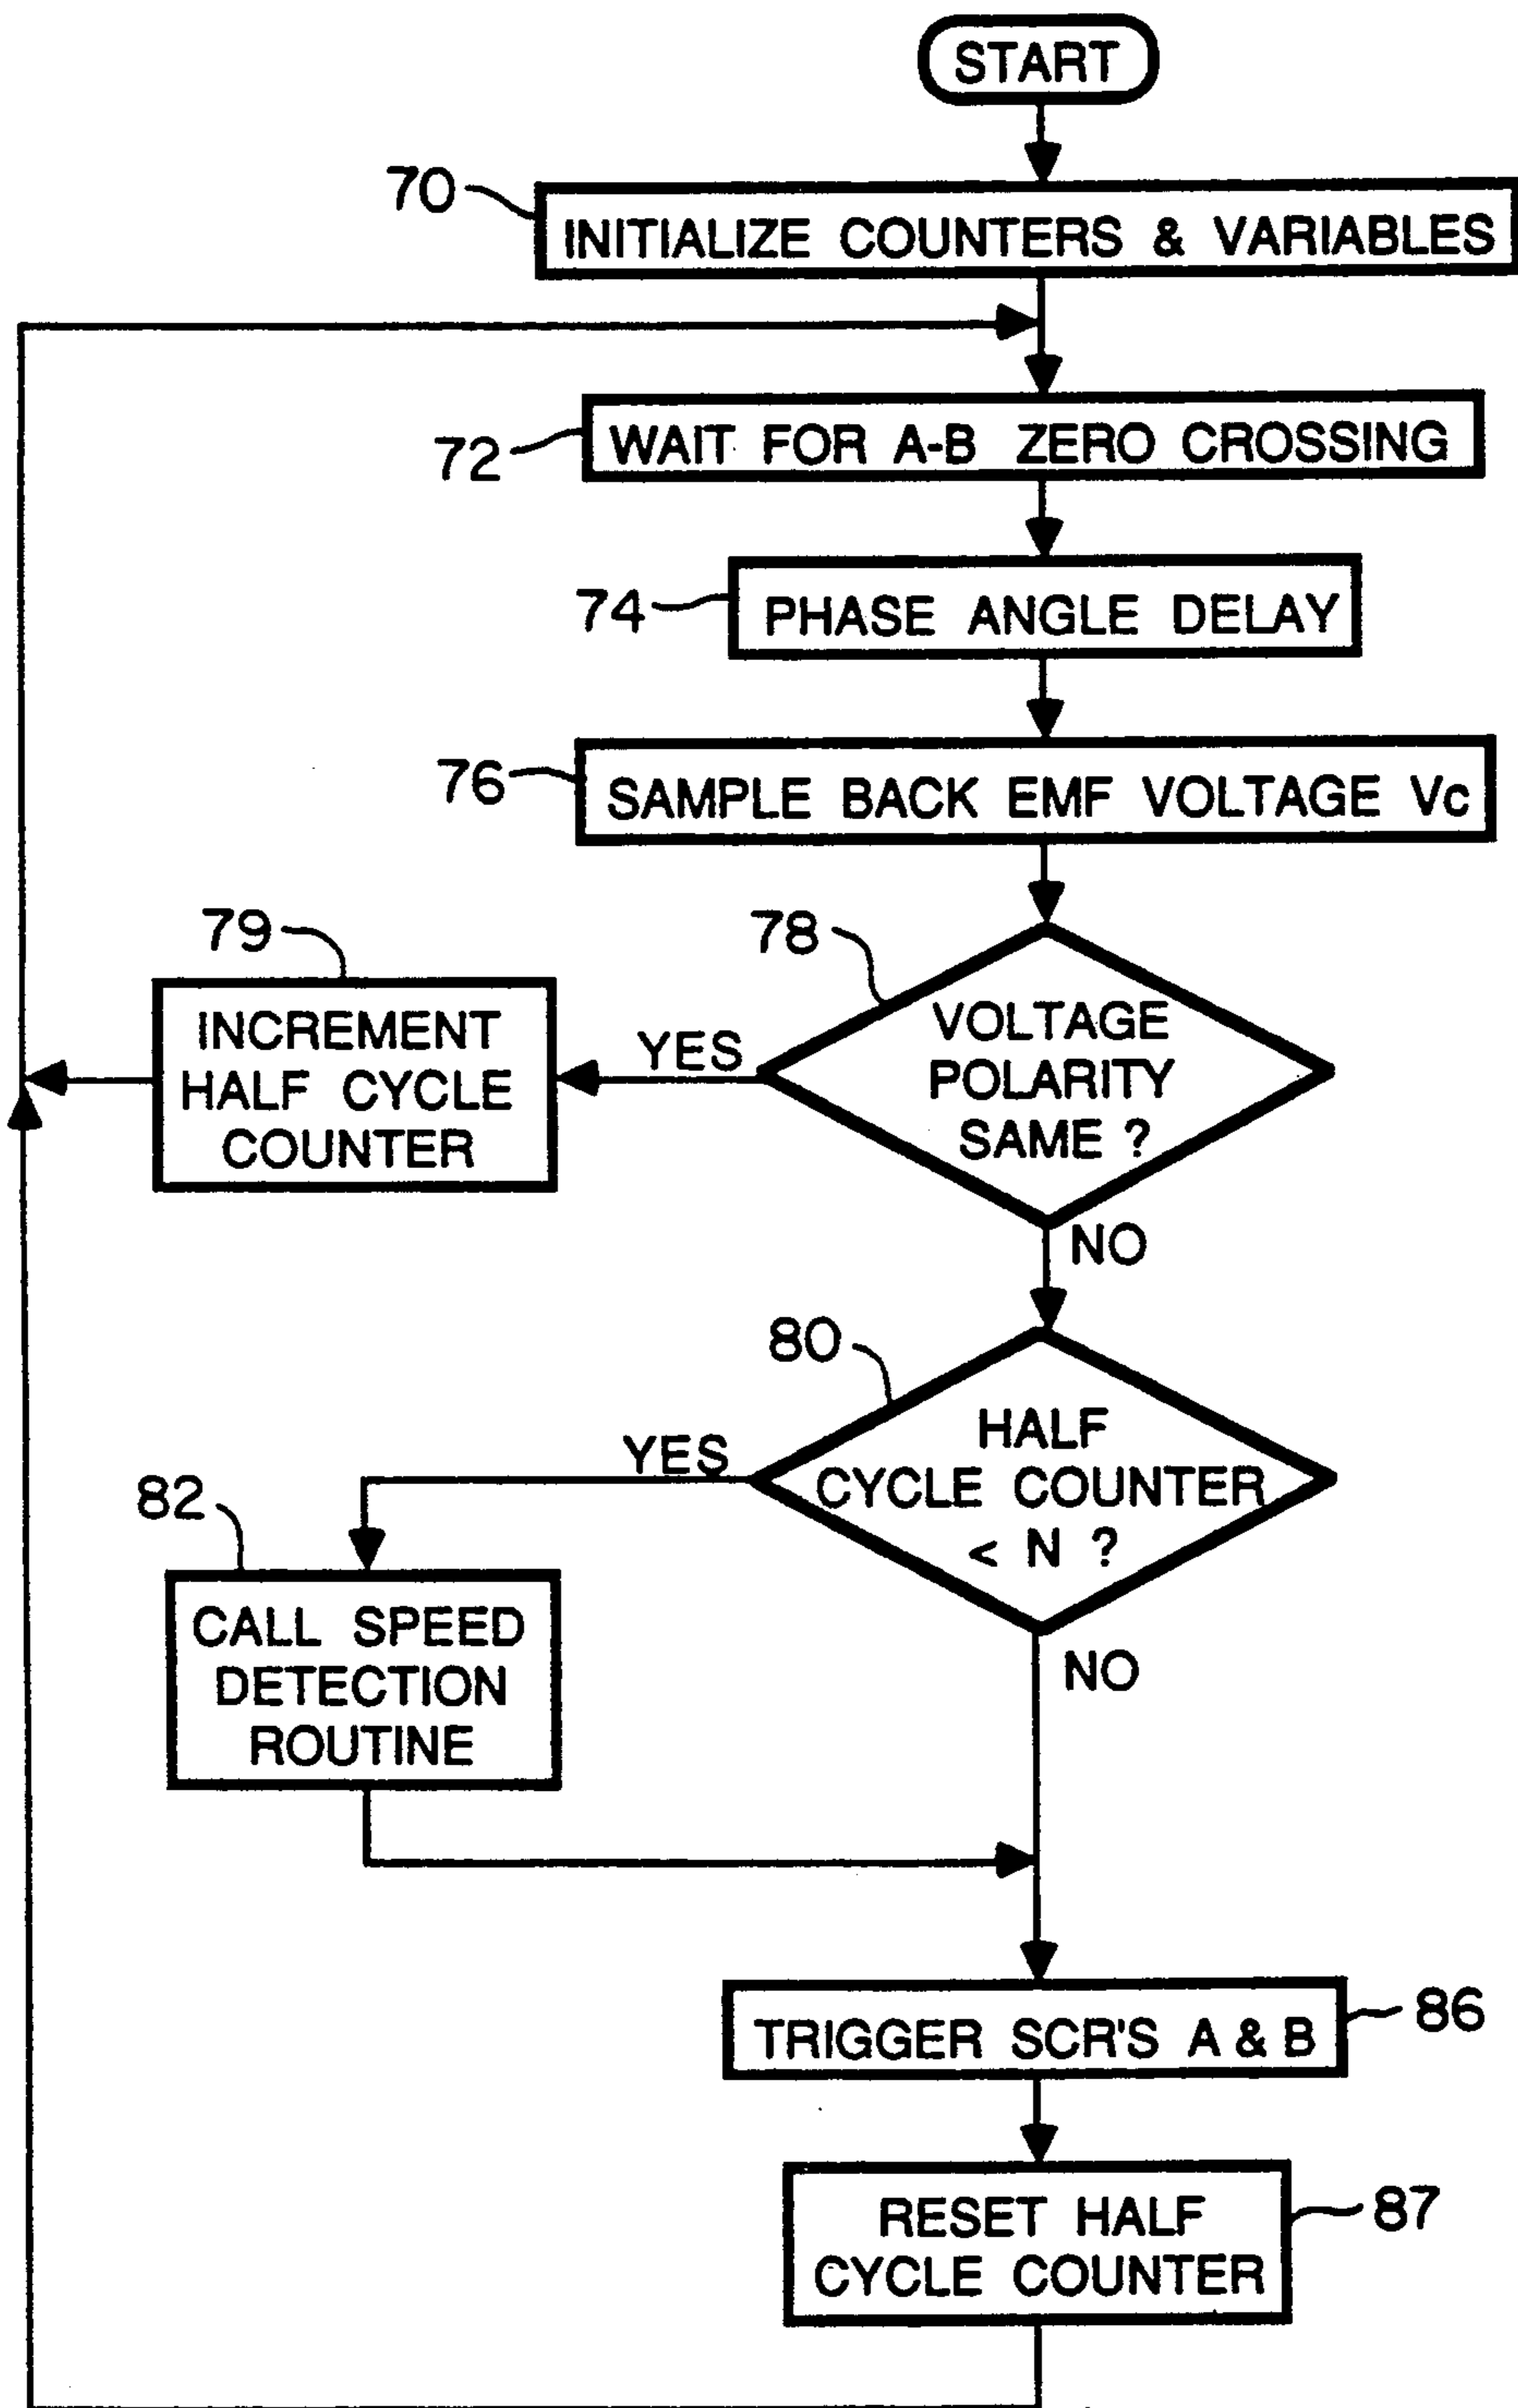 START
70
INITIALIZE COUNTERS & VARIABLES
72
WAIT FOR A-B ZERO CROSSING
74
PHASE ANGLE DELAY
76
SAMPLE BACK EMF VOLTAGE Vc
79
78
INCREMENT
HALF CYCLE
COUNTER
YES
VOLTAGE
POLARITY
SAME ?
NO
80
YES
HALF
CYCLE COUNTER
< N ?
82
CALL SPEED
DETECTION
ROUTINE
NO
TRIGGER SCR'S A & B
86
RESET HALF
CYCLE COUNTER
87